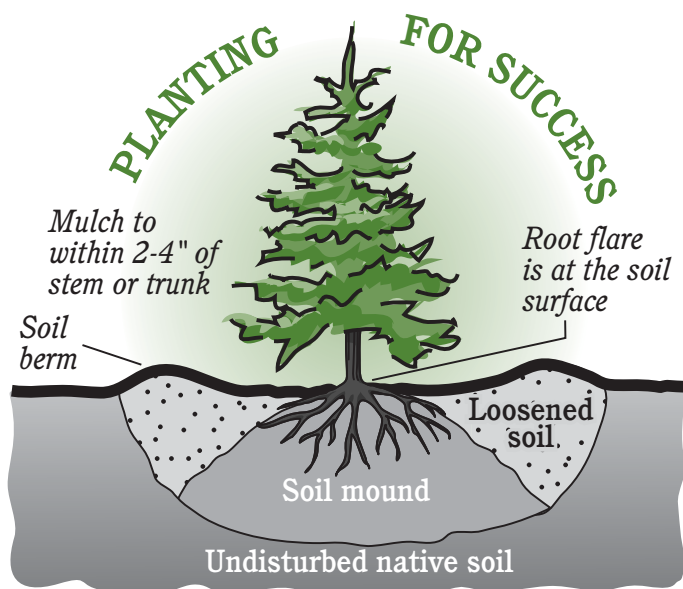 PLANTING FOR SUCCESS
Mulch to
within 2-4" of
stem or trunk
Root flare
is at the soil
surface
Soil
berm
Loosened
soil.
Soil mound
Undisturbed native soil